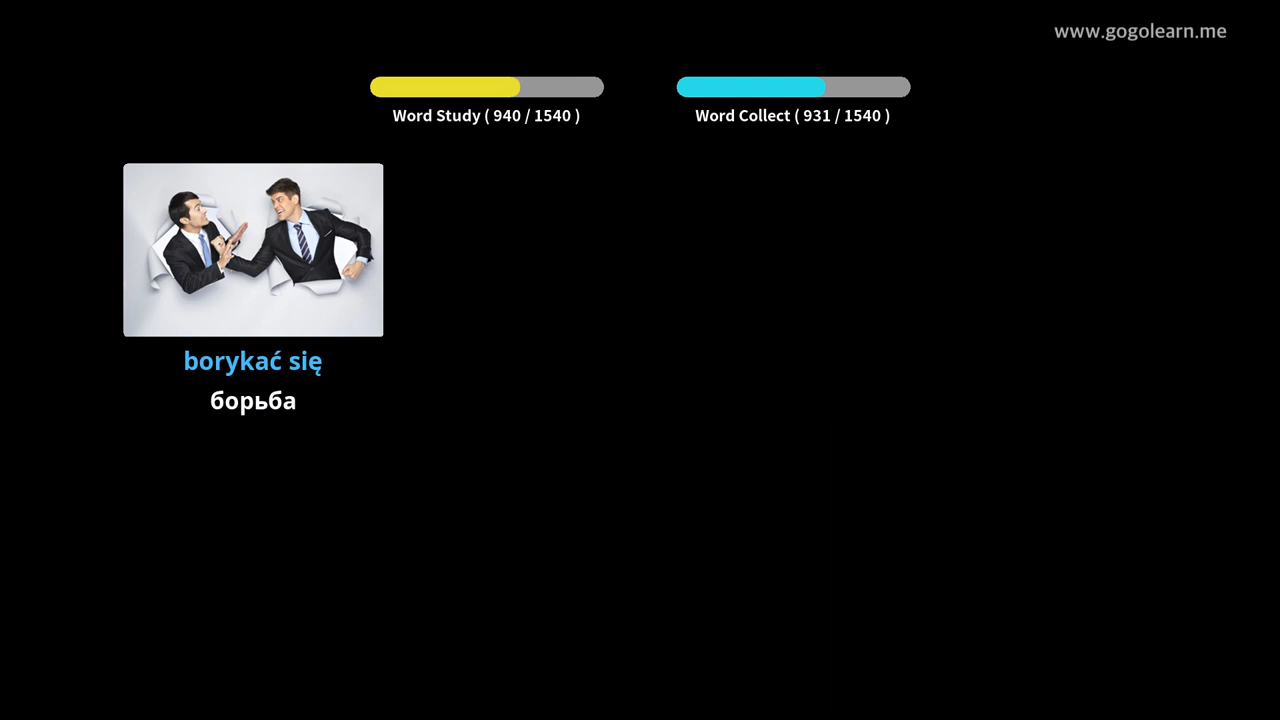 www.gogolearn.me
Word Study ( 940 / 1540 )
Word Collect ( 931 / 1540 )
borykać się
борьба